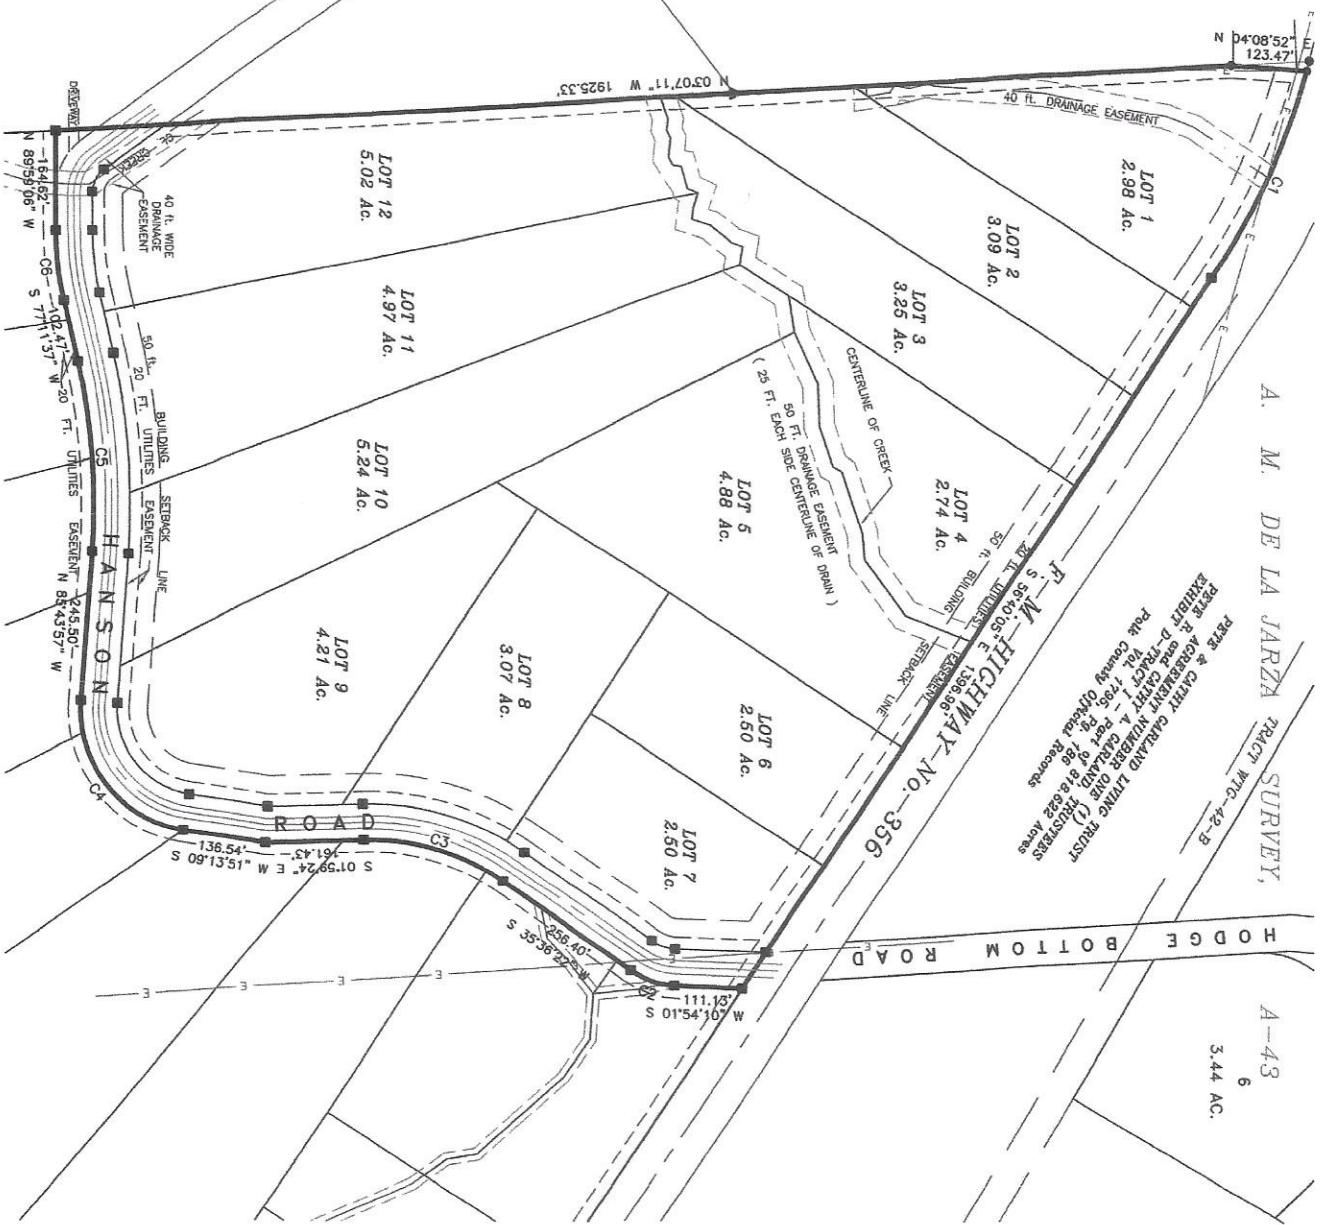 N 04°08'52" E
123.47'
C1
N 03°07'11" W 1925.33'
40 ft. DRAINAGE EASEMENT
LOT 1
2.98 Ac.
LOT 2
3.09 Ac.
LOT 3
3.25 Ac.
LOT 4
2.74 Ac.
LOT 5
4.88 Ac.
LOT 6
2.50 Ac.
LOT 7
2.50 Ac.
LOT 8
3.07 Ac.
LOT 9
4.21 Ac.
LOT 10
5.24 Ac.
LOT 11
4.97 Ac.
LOT 12
5.02 Ac.
CENTERLINE OF CREEK
50 FT. DRAINAGE EASEMENT
( 25 FT. EACH SIDE CENTERLINE OF DRAIN )
50 ft. BUILDING SETBACK LINE
20 ft. UTILITIES EASEMENT
S 56°40'05" E 1396.96'
F. M. HIGHWAY No. 356
A. M. DE LA JARZA SURVEY, A-43
TRACT WTG-42-B
PETE & CATHY GARLAND LIVING TRUST
AGREEMENT NUMBER ONE (1)
PETE R. and CATHY A. GARLAND, TRUSTEES
EXHIBIT D-TRACT 1 - Part of 818.622 Acres
Vol. 1795, Pg. 186
Polk County Official Records
HODGE BOTTOM ROAD
6
3.44 AC.
DRIVEWAY
CREEK
40 ft. WIDE
DRAINAGE
EASEMENT
164.62'
N 89°59'06" W
C6
102.47'
S 77°11'37" W
20 FT. UTILITIES EASEMENT
50 ft. BUILDING SETBACK LINE
20 FT. UTILITIES EASEMENT
C5
HANSON ROAD
245.50'
N 85°43'57" W
C4
136.54'
S 09°13'51" W
161.43'
S 01°59'24" E
C3
256.40'
S 35°36'22" W
C2
111.13'
S 01°54'10" W
E
E
E
E
E
E
E
E
E
E